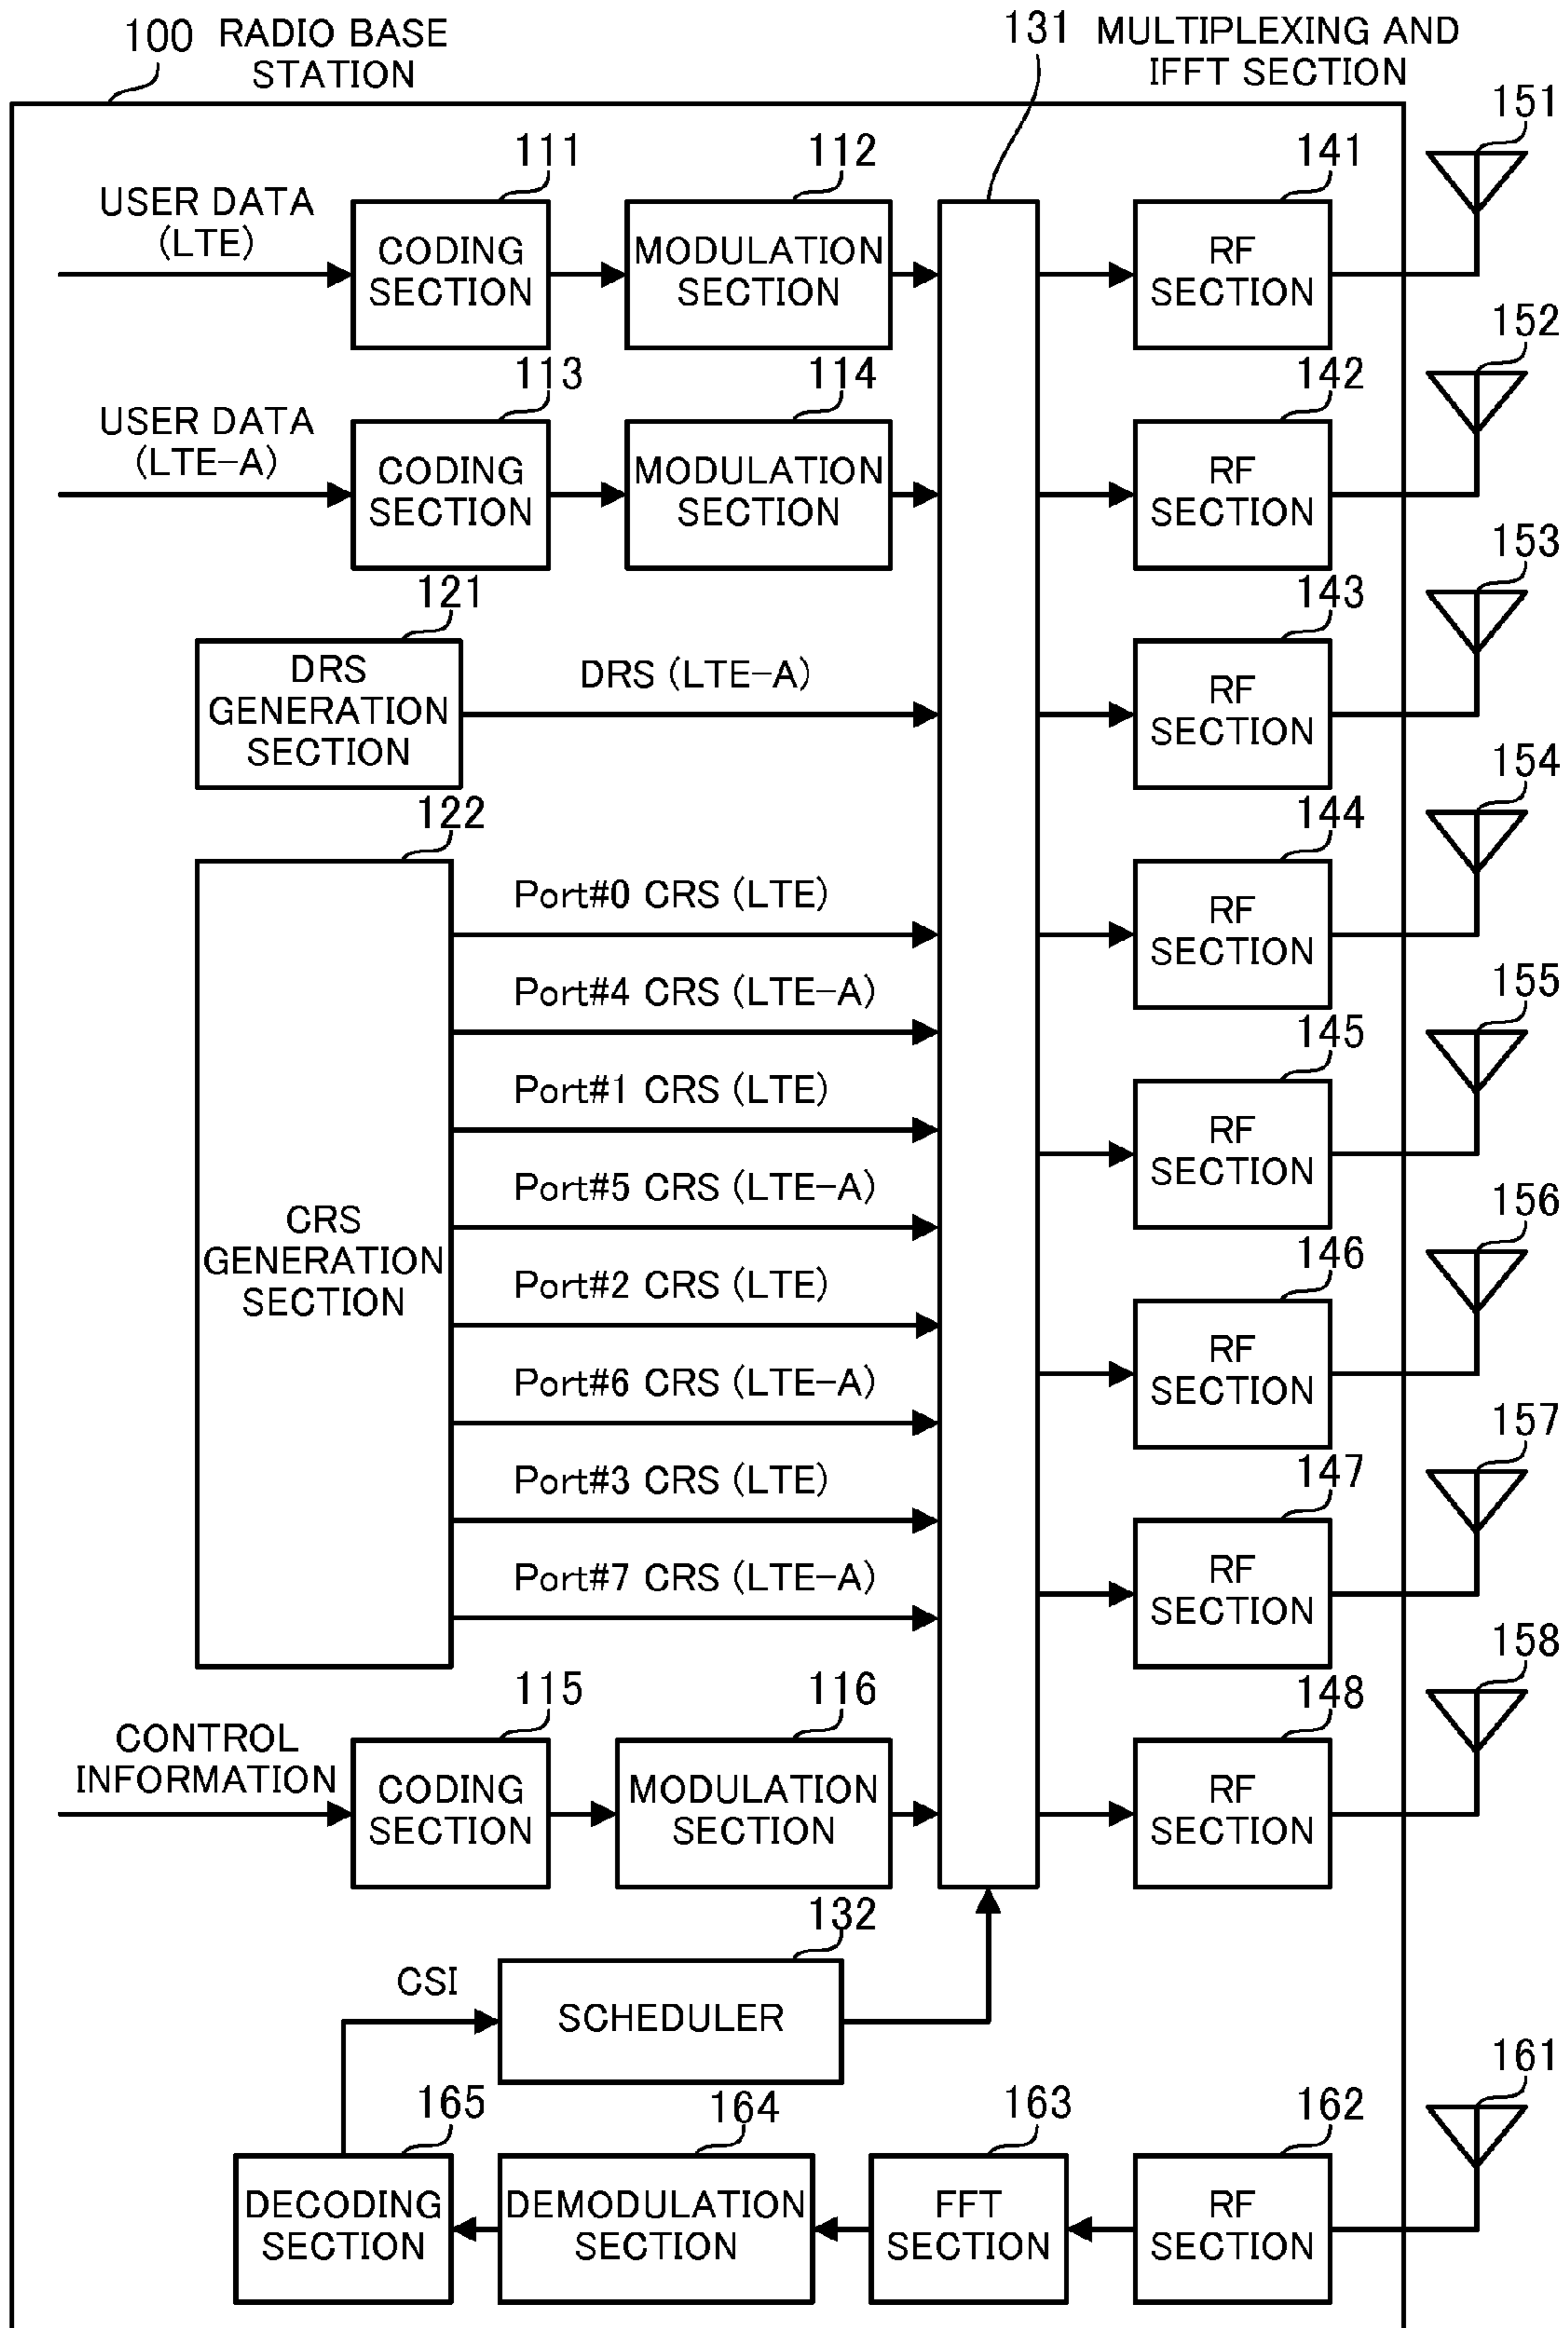 100 RADIO BASE
STATION
131 MULTIPLEXING AND
IFFT SECTION
151
111
112
141
USER DATA
(LTE)
CODING
SECTION
MODULATION
SECTION
RF
SECTION
152
113
114
142
USER DATA
(LTE-A)
CODING
SECTION
MODULATION
SECTION
RF
SECTION
153
121
143
DRS
GENERATION
SECTION
DRS (LTE-A)
RF
SECTION
154
122
144
CRS
GENERATION
SECTION
Port#0 CRS (LTE)
Port#4 CRS (LTE-A)
Port#1 CRS (LTE)
Port#5 CRS (LTE-A)
Port#2 CRS (LTE)
Port#6 CRS (LTE-A)
Port#3 CRS (LTE)
Port#7 CRS (LTE-A)
RF
SECTION
155
145
RF
SECTION
156
146
RF
SECTION
157
147
RF
SECTION
158
115
116
148
CONTROL
INFORMATION
CODING
SECTION
MODULATION
SECTION
RF
SECTION
132
CSI
SCHEDULER
161
165
164
163
162
DECODING
SECTION
DEMODULATION
SECTION
FFT
SECTION
RF
SECTION